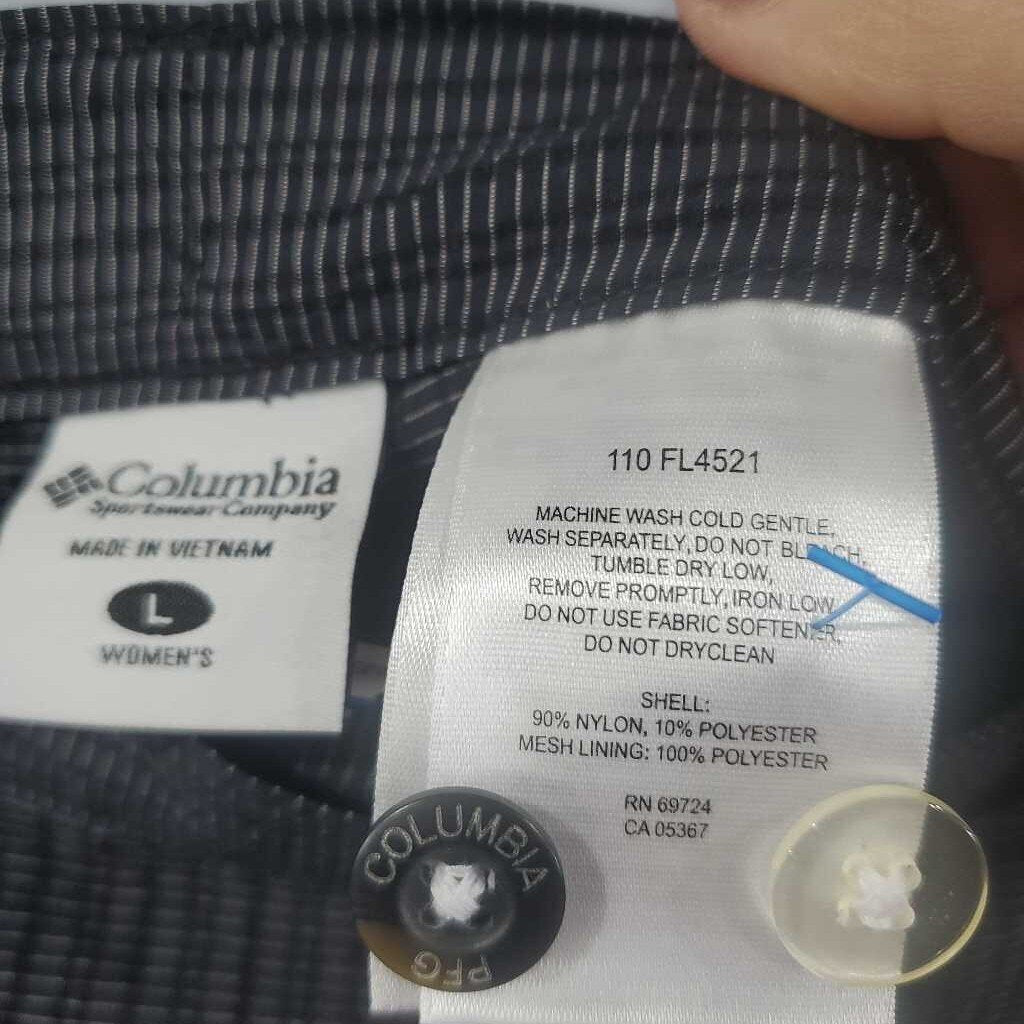 Columbia
Sportswear Company
MADE IN VIETNAM
L
WOMEN'S
110 FL4521
MACHINE WASH COLD GENTLE,
WASH SEPARATELY, DO NOT BLEACH,
TUMBLE DRY LOW,
REMOVE PROMPTLY, IRON LOW
DO NOT USE FABRIC SOFTENER,
DO NOT DRYCLEAN
SHELL:
90% NYLON, 10% POLYESTER
MESH LINING: 100% POLYESTER
RN 69724
CA 05367
COLUMBIA
PFG